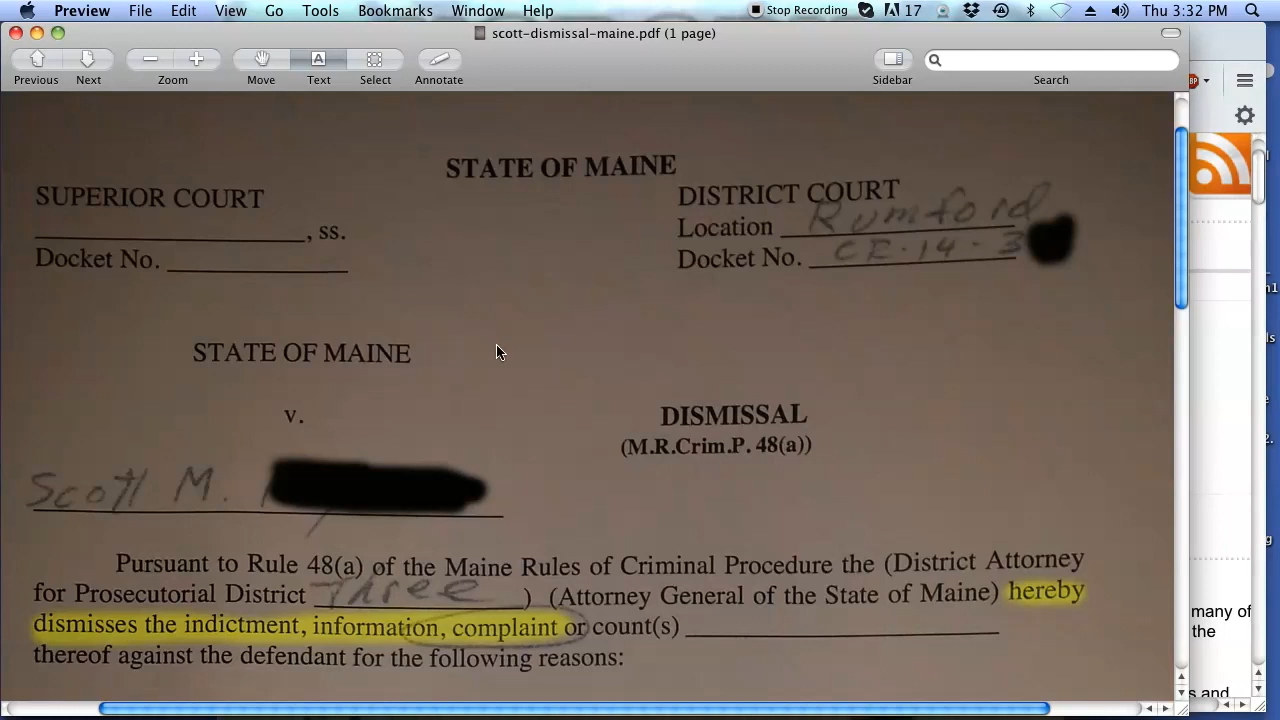 Preview File Edit View Go Tools Bookmarks Window Help Stop Recording 17 Thu 3:32 PM
scott-dismissal-maine.pdf (1 page)
Previous Next Zoom Move Text Select Annotate Sidebar Search
STATE OF MAINE
SUPERIOR COURT
DISTRICT COURT
Location Rumford
, ss.
Docket No.
Docket No. CR-14-3
STATE OF MAINE
v.
DISMISSAL
(M.R.Crim.P. 48(a))
Scott M.
Pursuant to Rule 48(a) of the Maine Rules of Criminal Procedure the (District Attorney
for Prosecutorial District Three ) (Attorney General of the State of Maine) hereby
dismisses the indictment, information, complaint or count(s)
thereof against the defendant for the following reasons:
many of
the
s and